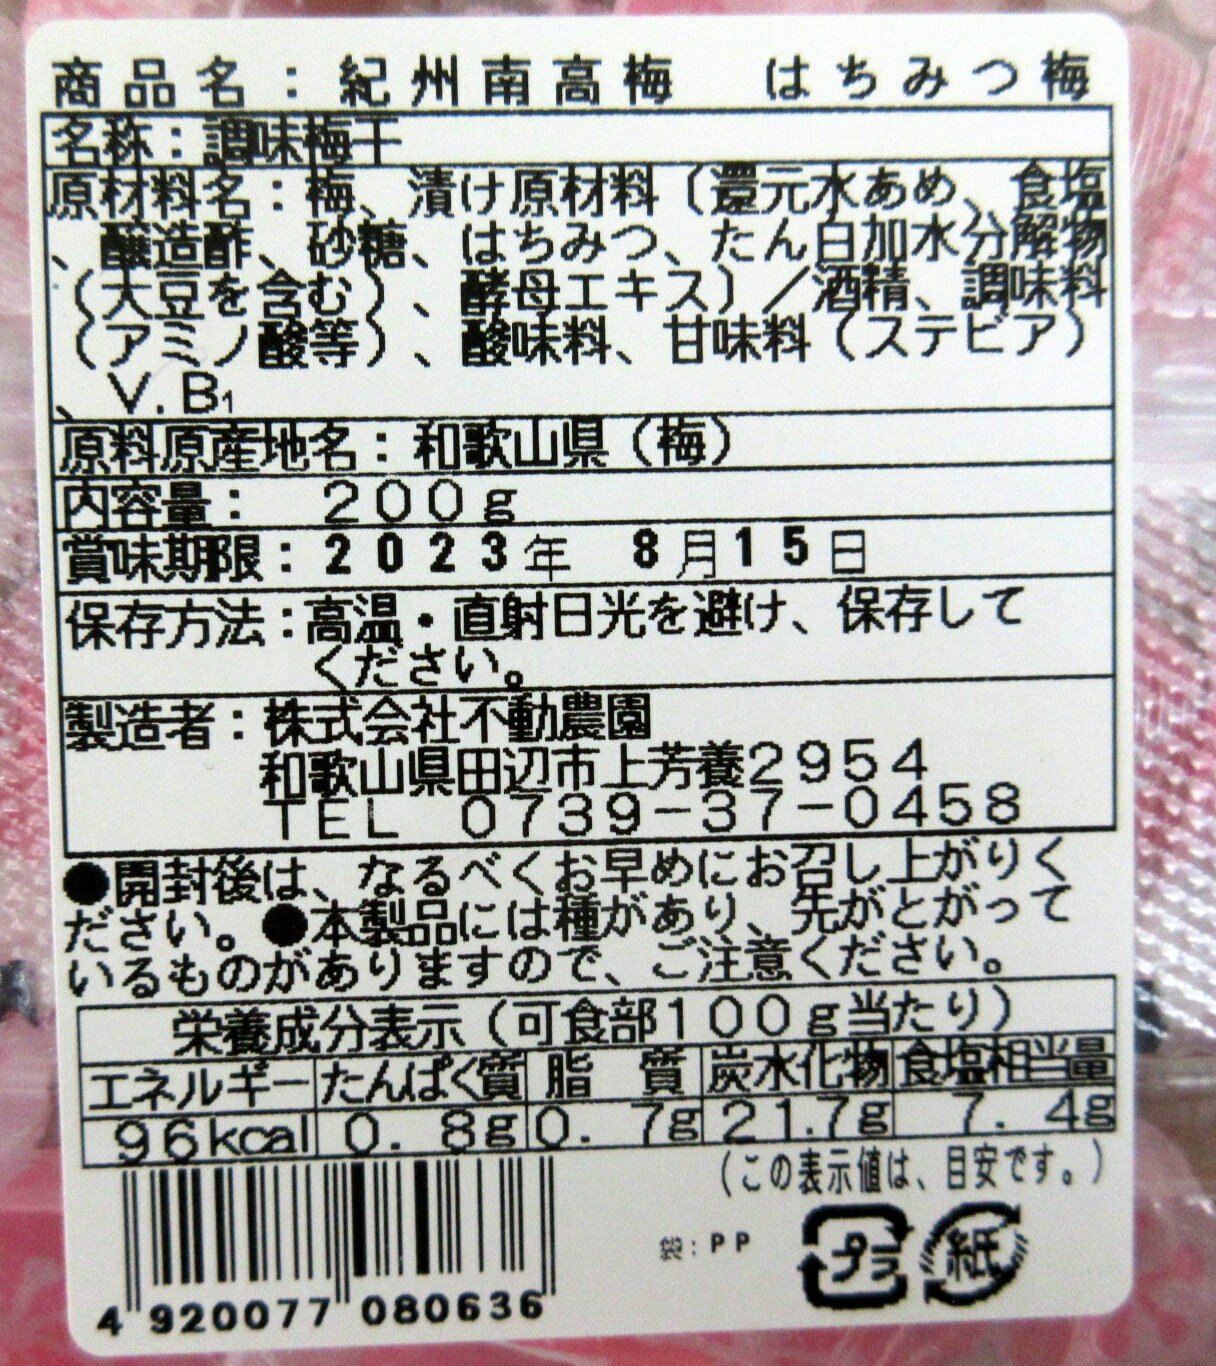 商品名：紀州南高梅　はちみつ梅
名称：調味梅干
原材料名：梅、漬け原材料（還元水あめ、食塩
、醸造酢、砂糖、はちみつ、たん白加水分解物
（大豆を含む）、酵母エキス）／酒精、調味料
（アミノ酸等）、酸味料、甘味料（ステビア）
、Ｖ．Ｂ₁
原料原産地名：和歌山県（梅）
内容量：　２００ｇ
賞味期限：２０２３年　８月１５日
保存方法：高温・直射日光を避け、保存して
ください。
製造者：株式会社不動農園
和歌山県田辺市上芳養２９５４
ＴＥＬ　０７３９－３７－０４５８
●開封後は、なるべくお早めにお召し上がりく
ださい。●本製品には種があり、先がとがって
いるものがありますので、ご注意ください。
栄養成分表示（可食部１００ｇ当たり）
エネルギー たんぱく質 脂　質 炭水化物 食塩相当量
96kcal 0.8g 0.7g 21.7g 7.4g
（この表示値は、目安です。）
袋：ＰＰ プラ 紙
4 920077 080636